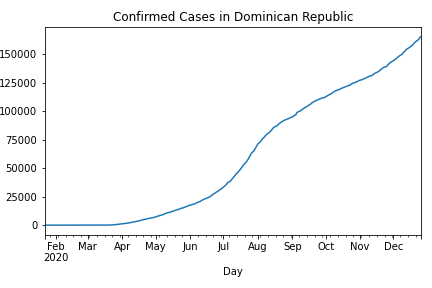 Confirmed Cases in Dominican Republic
150000
125000
100000
75000
50000
25000
0
Feb Mar Apr May Jun Jul Aug Sep Oct Nov Dec
2020
Day